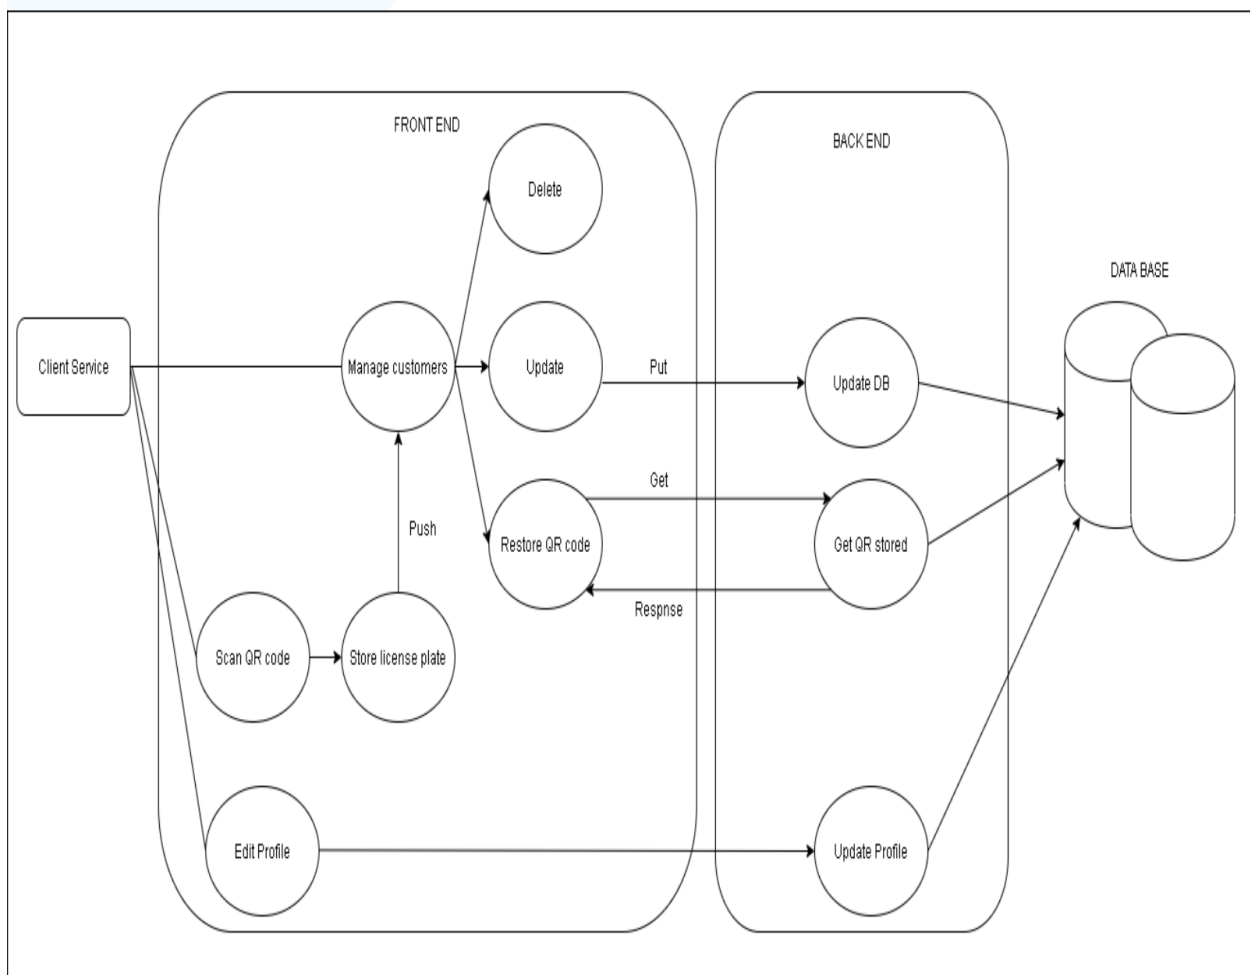 FRONT END
BACK END
Delete
DATA BASE
Client Service
Manage customers
Update
Put
Update DB
Get
Push
Restore QR code
Get QR stored
Respnse
Scan QR code
Store license plate
Edit Profile
Update Profile